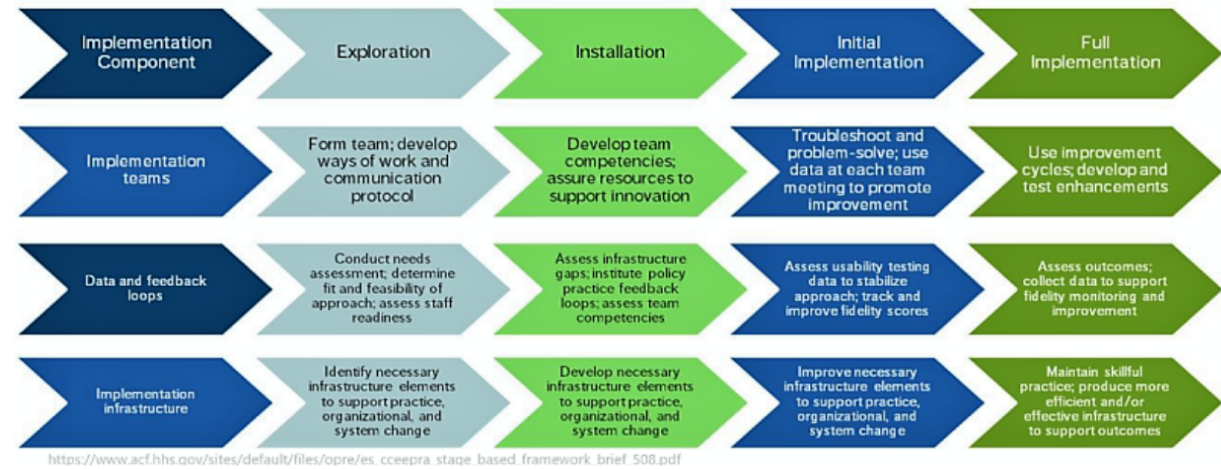 Implementation
Component
Exploration
Installation
Initial
Implementation
Full
Implementation
Implementation
teams
Form team; develop
ways of work and
communication
protocol
Develop team
competencies;
assure resources to
support innovation
Troubleshoot and
problem-solve; use
data at each team
meeting to promote
improvement
Use improvement
cycles; develop and
test enhancements
Data and feedback
loops
Conduct needs
assessment; determine
fit and feasibility of
approach; assess staff
readiness
Assess infrastructure
gaps; institute policy
practice feedback
loops; assess team
competencies
Assess usability testing
data to stabilize
approach; track and
improve fidelity scores
Assess outcomes;
collect data to support
fidelity monitoring and
improvement
Implementation
infrastructure
Identify necessary
infrastructure elements
to support practice,
organizational, and
system change
Develop necessary
infrastructure elements
to support practice,
organizational, and
system change
Improve necessary
infrastructure elements
to support practice,
organizational, and
system change
Maintain skillful
practice; produce more
efficient and/or
effective infrastructure
to support outcomes
https://www.acf.hhs.gov/sites/default/files/opre/es_cceepra_stage_based_framework_brief_508.pdf